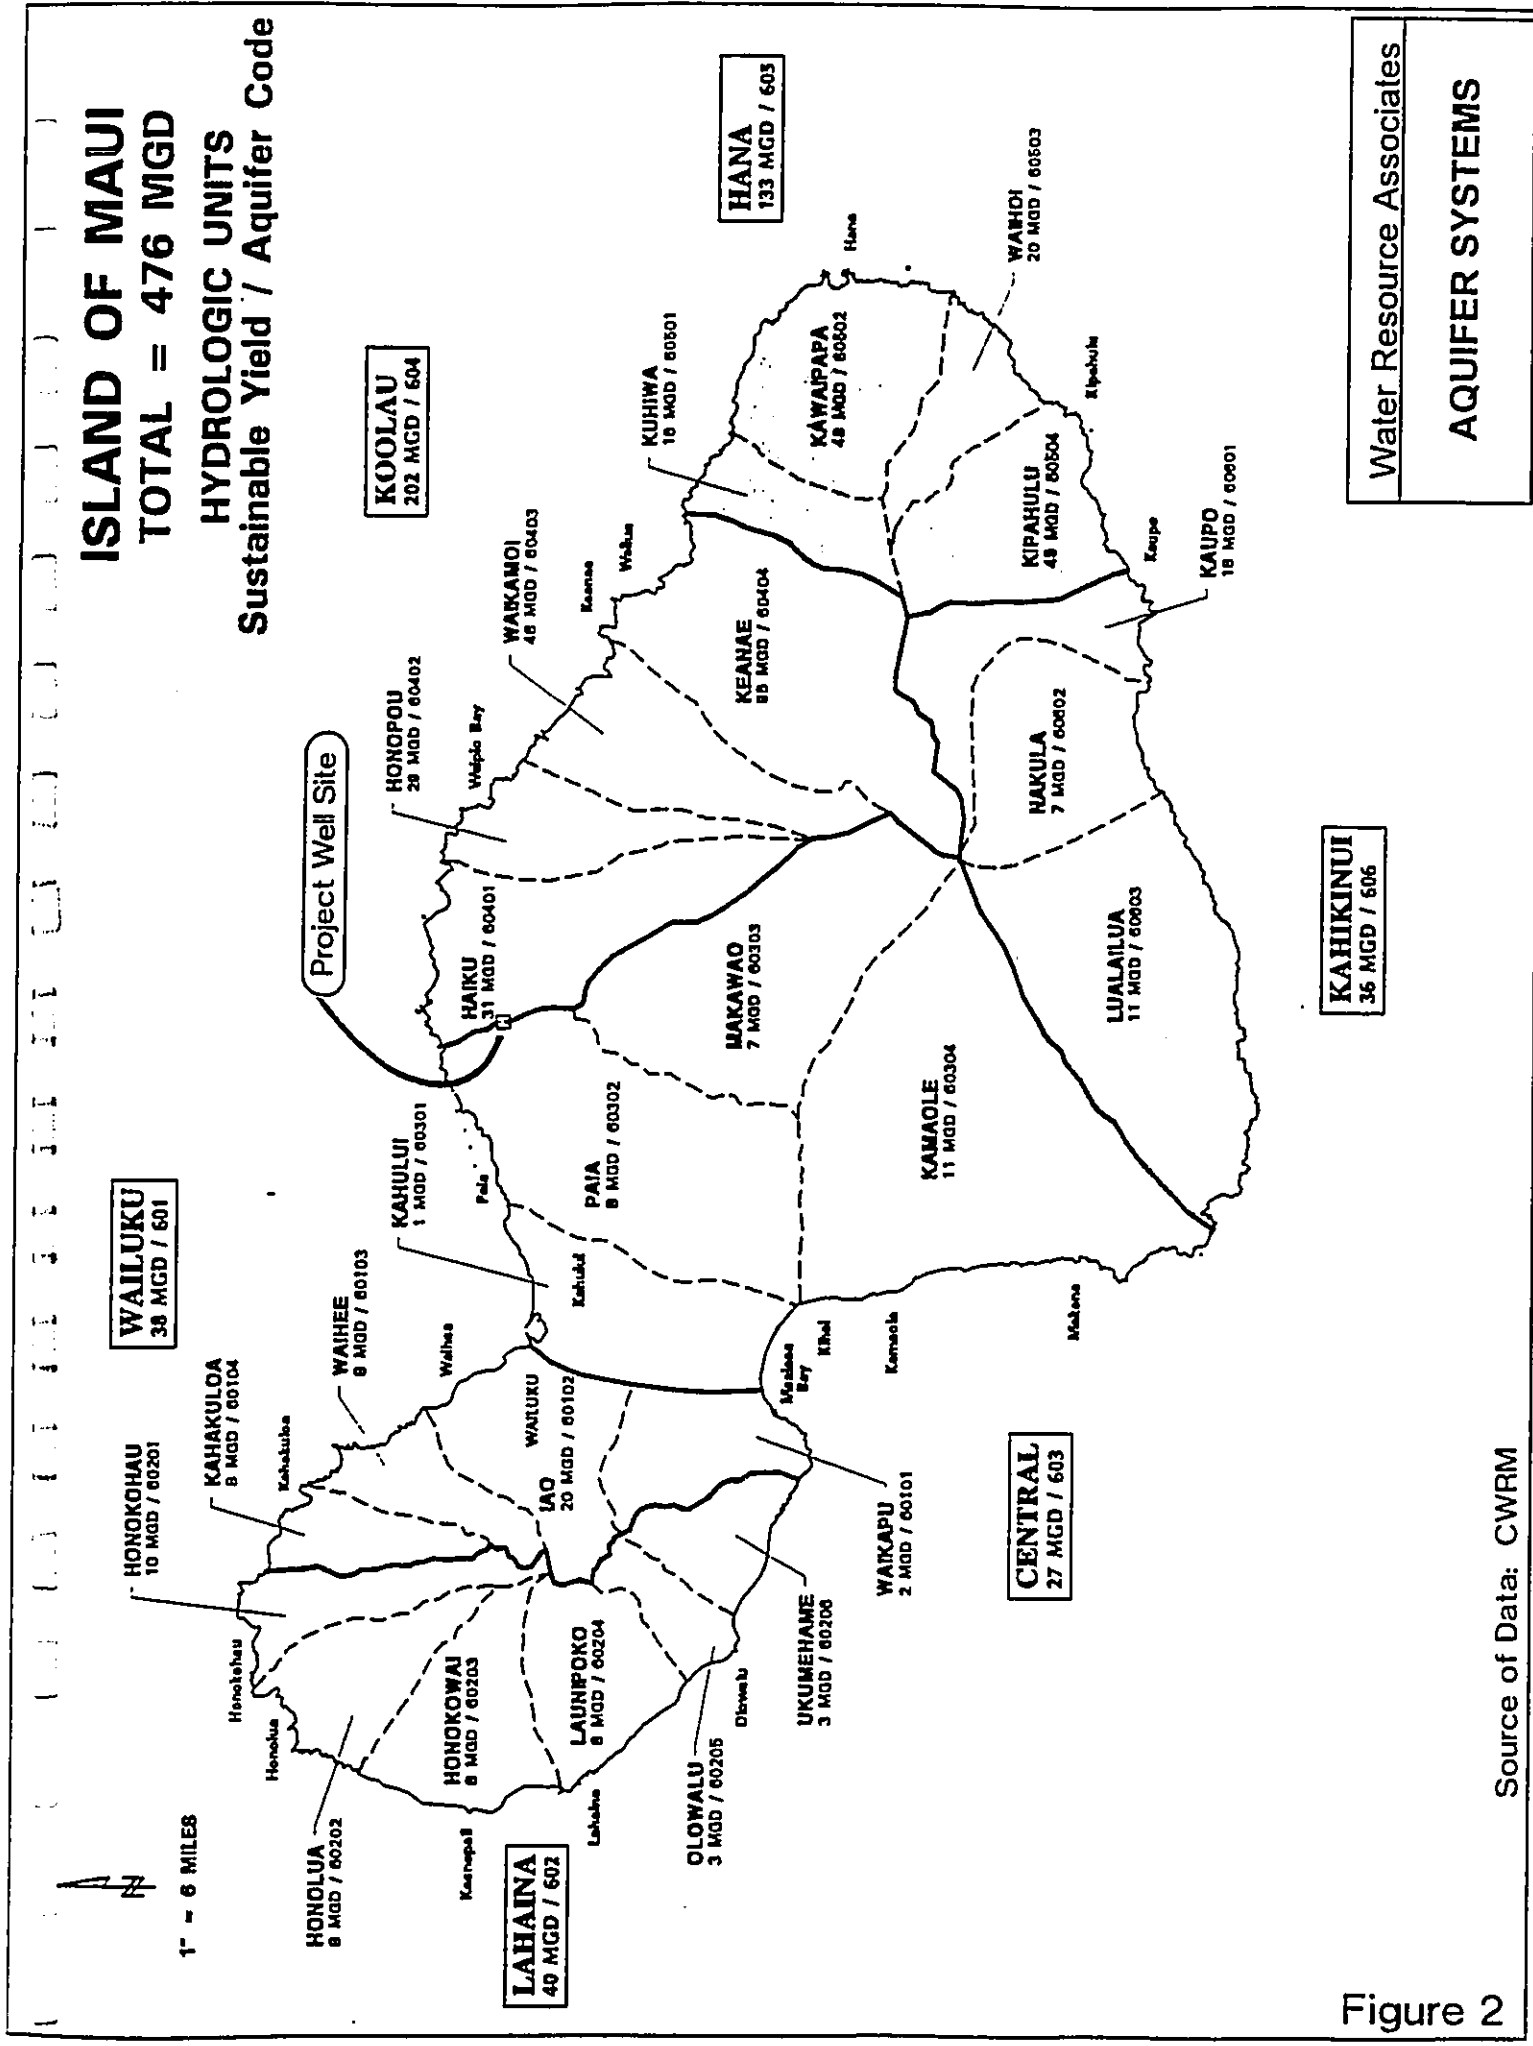 ISLAND OF MAUI
TOTAL = 476 MGD
HYDROLOGIC UNITS
Sustainable Yield / Aquifer Code
1" = 6 MILES
WAILUKU
38 MGD / 601
KOOLAU
202 MGD / 604
HANA
133 MGD / 603
LAHAINA
40 MGD / 602
CENTRAL
27 MGD / 603
KAHIKINUI
36 MGD / 606
Project Well Site
HONOKOHAU
10 MGD / 60201
KAHAKULOA
8 MGD / 60104
WAIHEE
8 MGD / 60103
KAHULUI
1 MGD / 60301
HONOPOU
29 MGD / 60402
WAIKAMOI
46 MGD / 60403
KUHIWA
16 MGD / 60501
HONOLUA
8 MGD / 60202
HONOKOWAI
8 MGD / 60203
LAUNIPOKO
8 MGD / 60204
OLOWALU
3 MGD / 60205
UKUMEHAME
3 MGD / 60206
WAIKAPU
2 MGD / 60101
WAILUKU
IAO
20 MGD / 60102
PAIA
8 MGD / 60302
HAIKU
31 MGD / 60401
H
MAKAWAO
7 MGD / 60303
KAMAOLE
11 MGD / 60304
KEANAE
96 MGD / 60404
KAWAIPAPA
48 MGD / 60502
WAIHOI
20 MGD / 60503
KIPAHULU
49 MGD / 60504
KAUPO
18 MGD / 60601
NAKULA
7 MGD / 60602
LUALAILUA
11 MGD / 60603
Honokohau
Honolua
Kahakuloa
Waihee
Kaanapali
Lahaina
Olowalu
Maalaea
Bay
Kihei
Kamaole
Makena
Kahului
Paia
Waipio Bay
Keanae
Wailua
Hana
Kipahulu
Kaupo
Water Resource Associates
AQUIFER SYSTEMS
Source of Data: CWRM
Figure 2